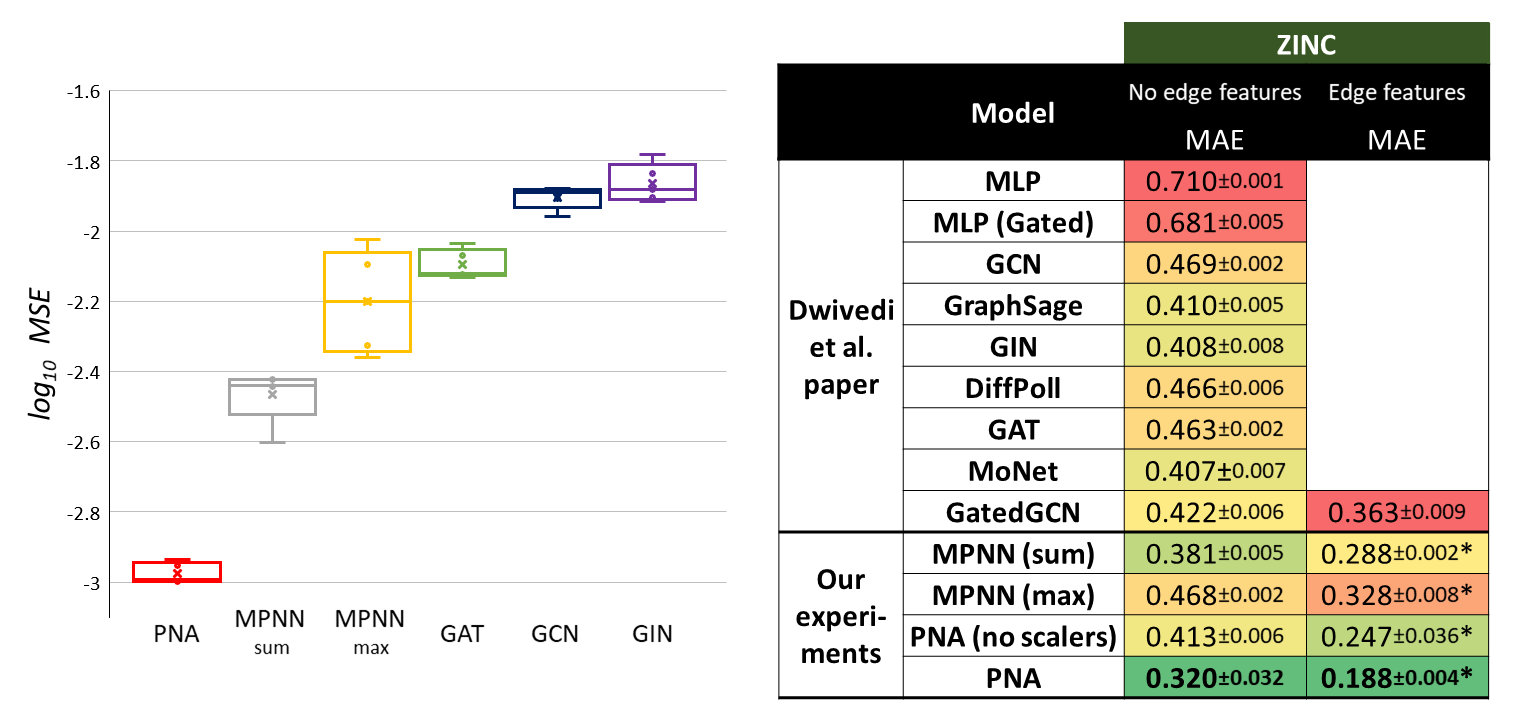 -1.6
-1.8
-2
-2.2
-2.4
-2.6
-2.8
-3
log10 MSE
PNA
MPNN
sum
MPNN
max
GAT
GCN
GIN
ZINC
Model
No edge features
Edge features
MAE
MAE
Dwivedi
et al.
paper
MLP 0.710±0.001
MLP (Gated) 0.681±0.005
GCN 0.469±0.002
GraphSage 0.410±0.005
GIN 0.408±0.008
DiffPoll 0.466±0.006
GAT 0.463±0.002
MoNet 0.407±0.007
GatedGCN 0.422±0.006 0.363±0.009
Our
experi-
ments
MPNN (sum) 0.381±0.005 0.288±0.002*
MPNN (max) 0.468±0.002 0.328±0.008*
PNA (no scalers) 0.413±0.006 0.247±0.036*
PNA 0.320±0.032 0.188±0.004*